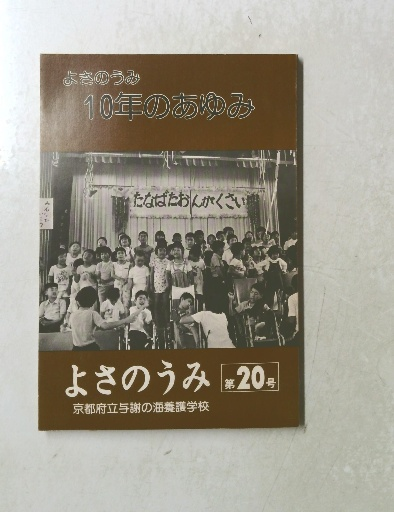 よさのうみ
10年のあゆみ
たなばたおんがくさい
よさのうみ 第20号
京都府立与謝の海養護学校